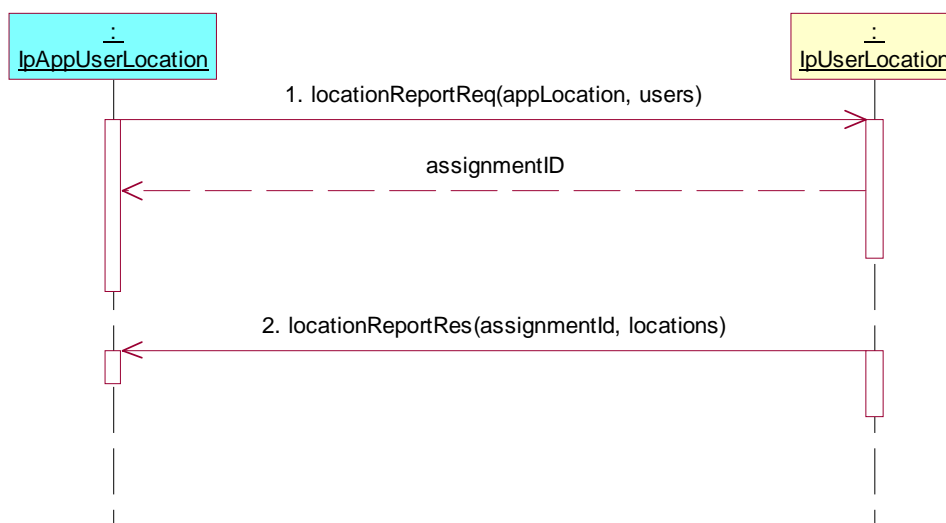 :
IpAppUserLocation
:
IpUserLocation
1. locationReportReq(appLocation, users)
assignmentID
2. locationReportRes(assignmentId, locations)